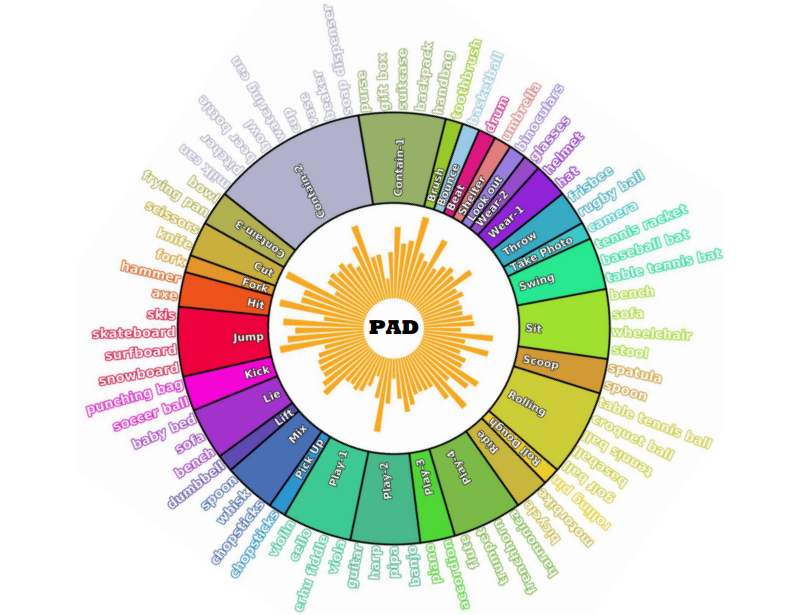 PAD
Contain-1
Brush
Bounce
Beat
Shelter
Look out
Wear-2
Wear-1
Throw
Take Photo
Swing
Sit
Scoop
Rolling
Roll Dough
Ride
Play-4
Play-3
Play-2
Play-1
Pick Up
Mix
Lift
Lie
Kick
Jump
Hit
Fork
Cut
Contain-3
Contain-2
purse
gift box
suitcase
backpack
handbag
toothbrush
basketball
drum
umbrella
binoculars
glasses
helmet
hat
frisbee
rugby ball
camera
tennis racket
baseball bat
table tennis bat
bench
sofa
wheelchair
stool
spatula
spoon
table tennis ball
croquet ball
tennis ball
baseball
golf ball
rolling pin
motorbike
bicycle
harmonica
frenchhorn
trumpet
flute
accordion
piano
banjo
pipa
harp
guitar
viola
erhu fiddle
cello
violin
chopsticks
chopsticks
whisk
spoon
dumbbell
bench
sofa
baby bed
soccer ball
punching bag
snowboard
surfboard
skateboard
skis
axe
hammer
fork
knife
scissors
frying pan
bowl
milk can
pitcher
beer bottle
bowl
watering can
cup
vase
beaker
soap dispenser